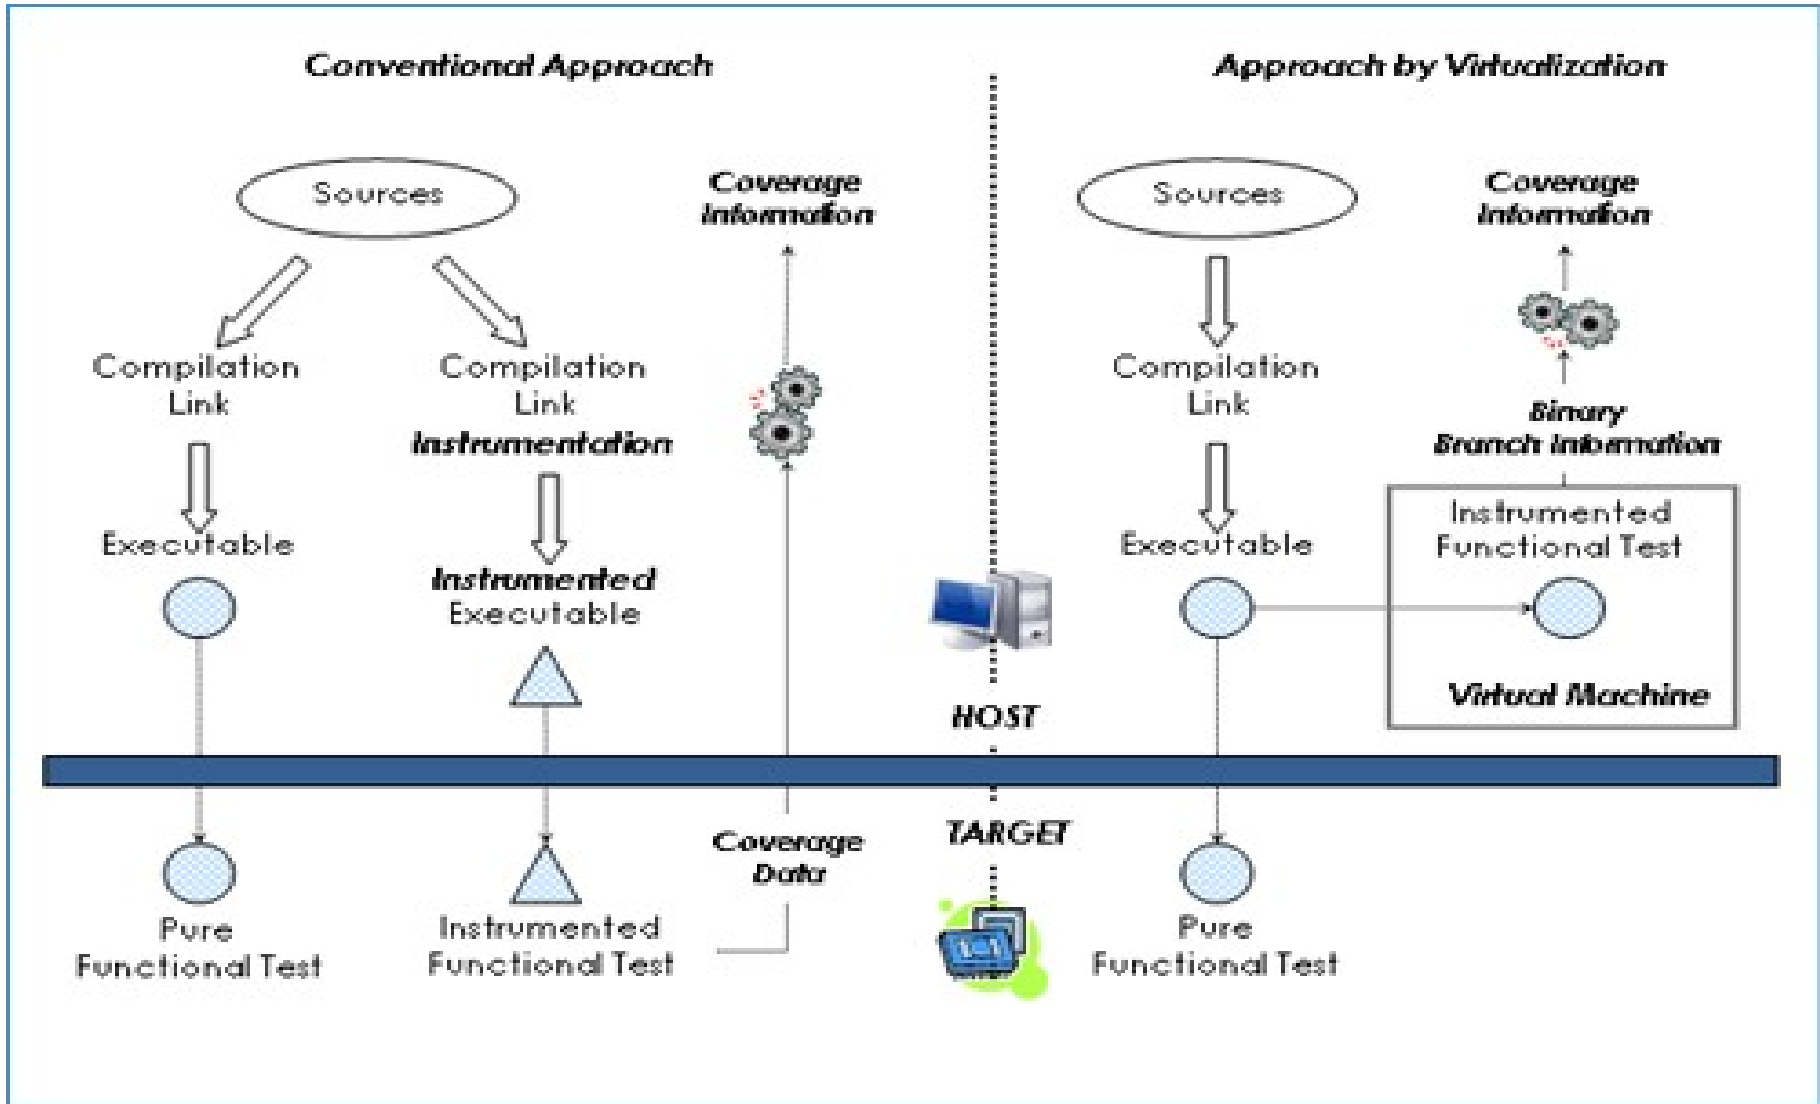 Conventional Approach
Sources
Compilation
Link
Executable
Pure
Functional Test
Compilation
Link
Instrumentation
Instrumented
Executable
Instrumented
Functional Test
Coverage
Data
Coverage
Information
HOST
TARGET
Approach by Virtualization
Sources
Compilation
Link
Executable
Pure
Functional Test
Coverage
Information
Binary
Branch Information
Instrumented
Functional Test
Virtual Machine